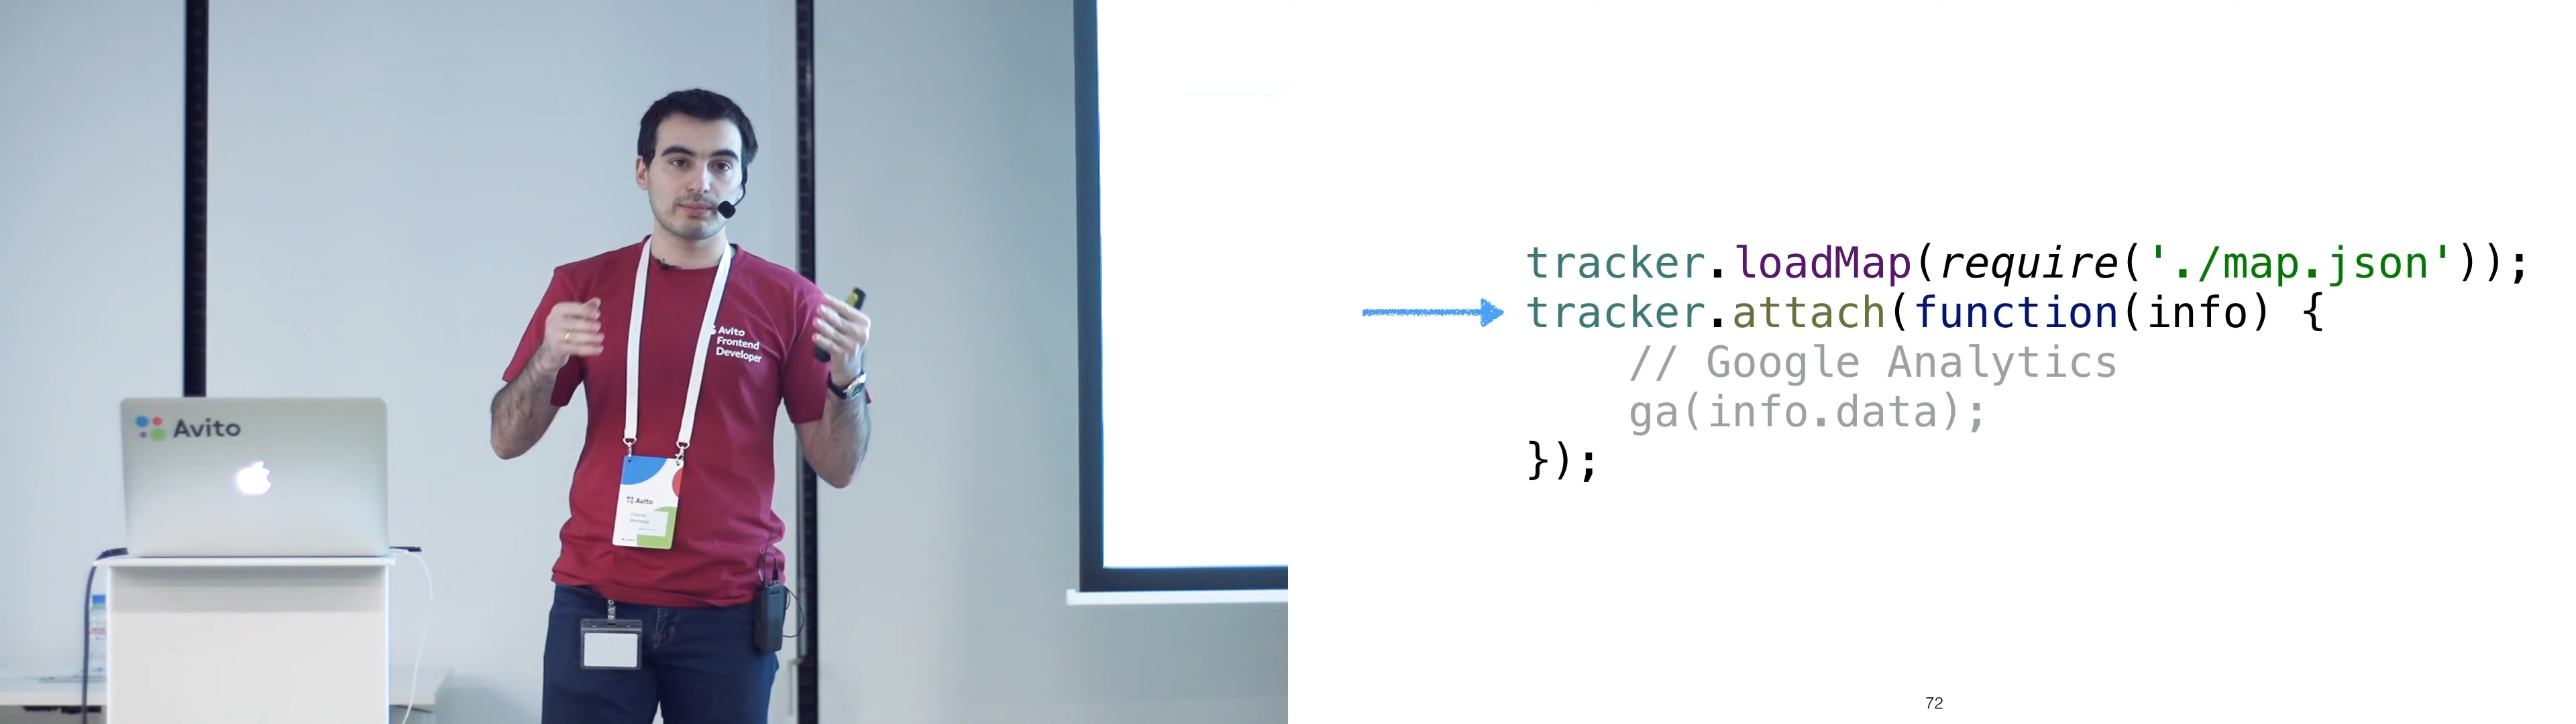 Avito
Avito
Frontend
Developer
Avito
tracker.loadMap(require('./map.json'));
tracker.attach(function(info) {
// Google Analytics
ga(info.data);
});
72